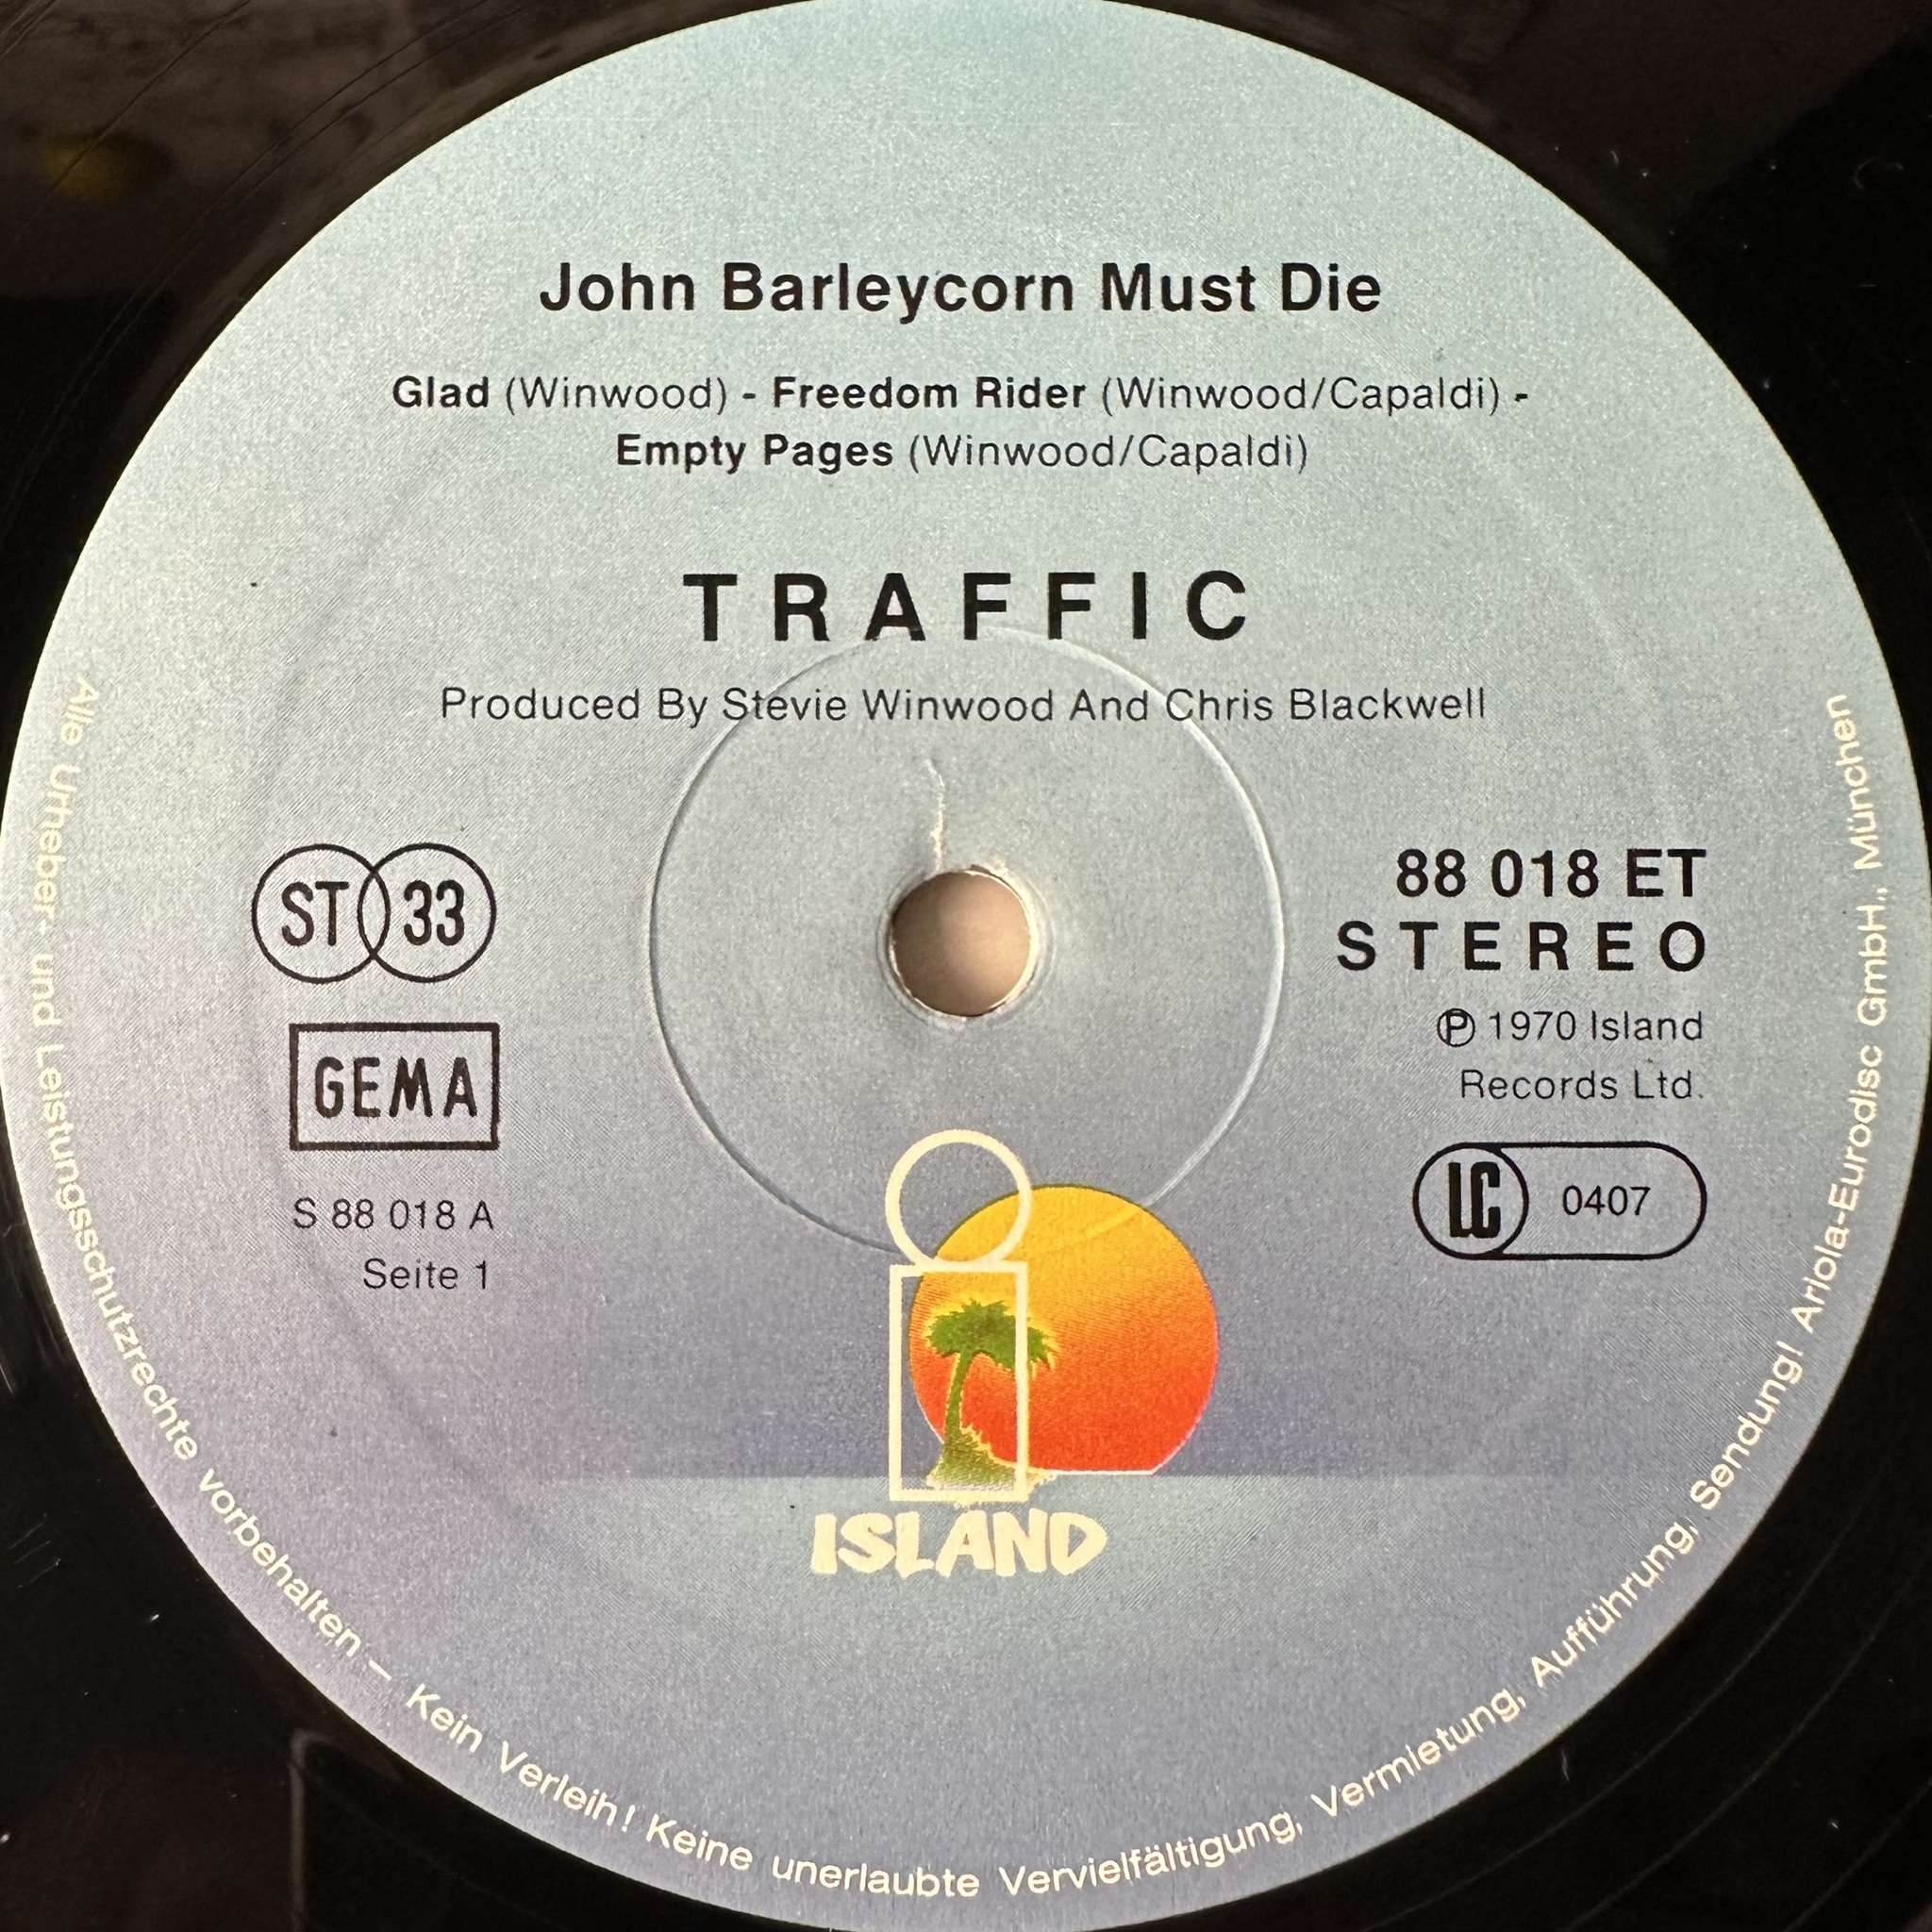 John Barleycorn Must Die
Glad (Winwood) - Freedom Rider (Winwood/Capaldi) -
Empty Pages (Winwood/Capaldi)
TRAFFIC
Produced By Stevie Winwood And Chris Blackwell
ST 33
GEMA
S 88 018 A
Seite 1
88 018 ET
STEREO
℗ 1970 Island
Records Ltd.
LC 0407
ISLAND
Alle Urheber- und Leistungsschutzrechte vorbehalten – Kein Verleih! Keine unerlaubte Vervielfältigung, Vermietung, Aufführung, Sendung! Ariola-Eurodisc GmbH., München